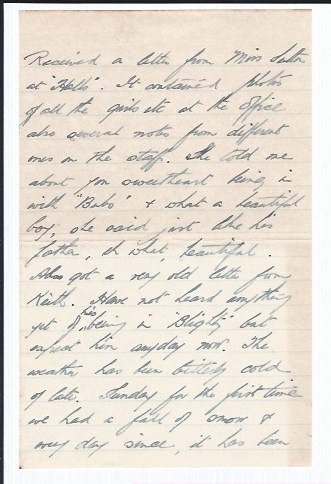 Received a letter from Miss
at "Hills". It contained photos
of all the girls etc at the office
also several notes from different
ones on the staff. She told me
about you sweetheart being in
with "Bubs" & what a beautiful
boy, she said just like his
father, oh what beautiful.
Also got a very old letter from
Keith. Have not heard anything
yet of his being in "Blighty" but
expect him anyday now. The
weather has been bitterly cold
of late. Sunday for the first time
we had a fall of snow &
every day since, it has been